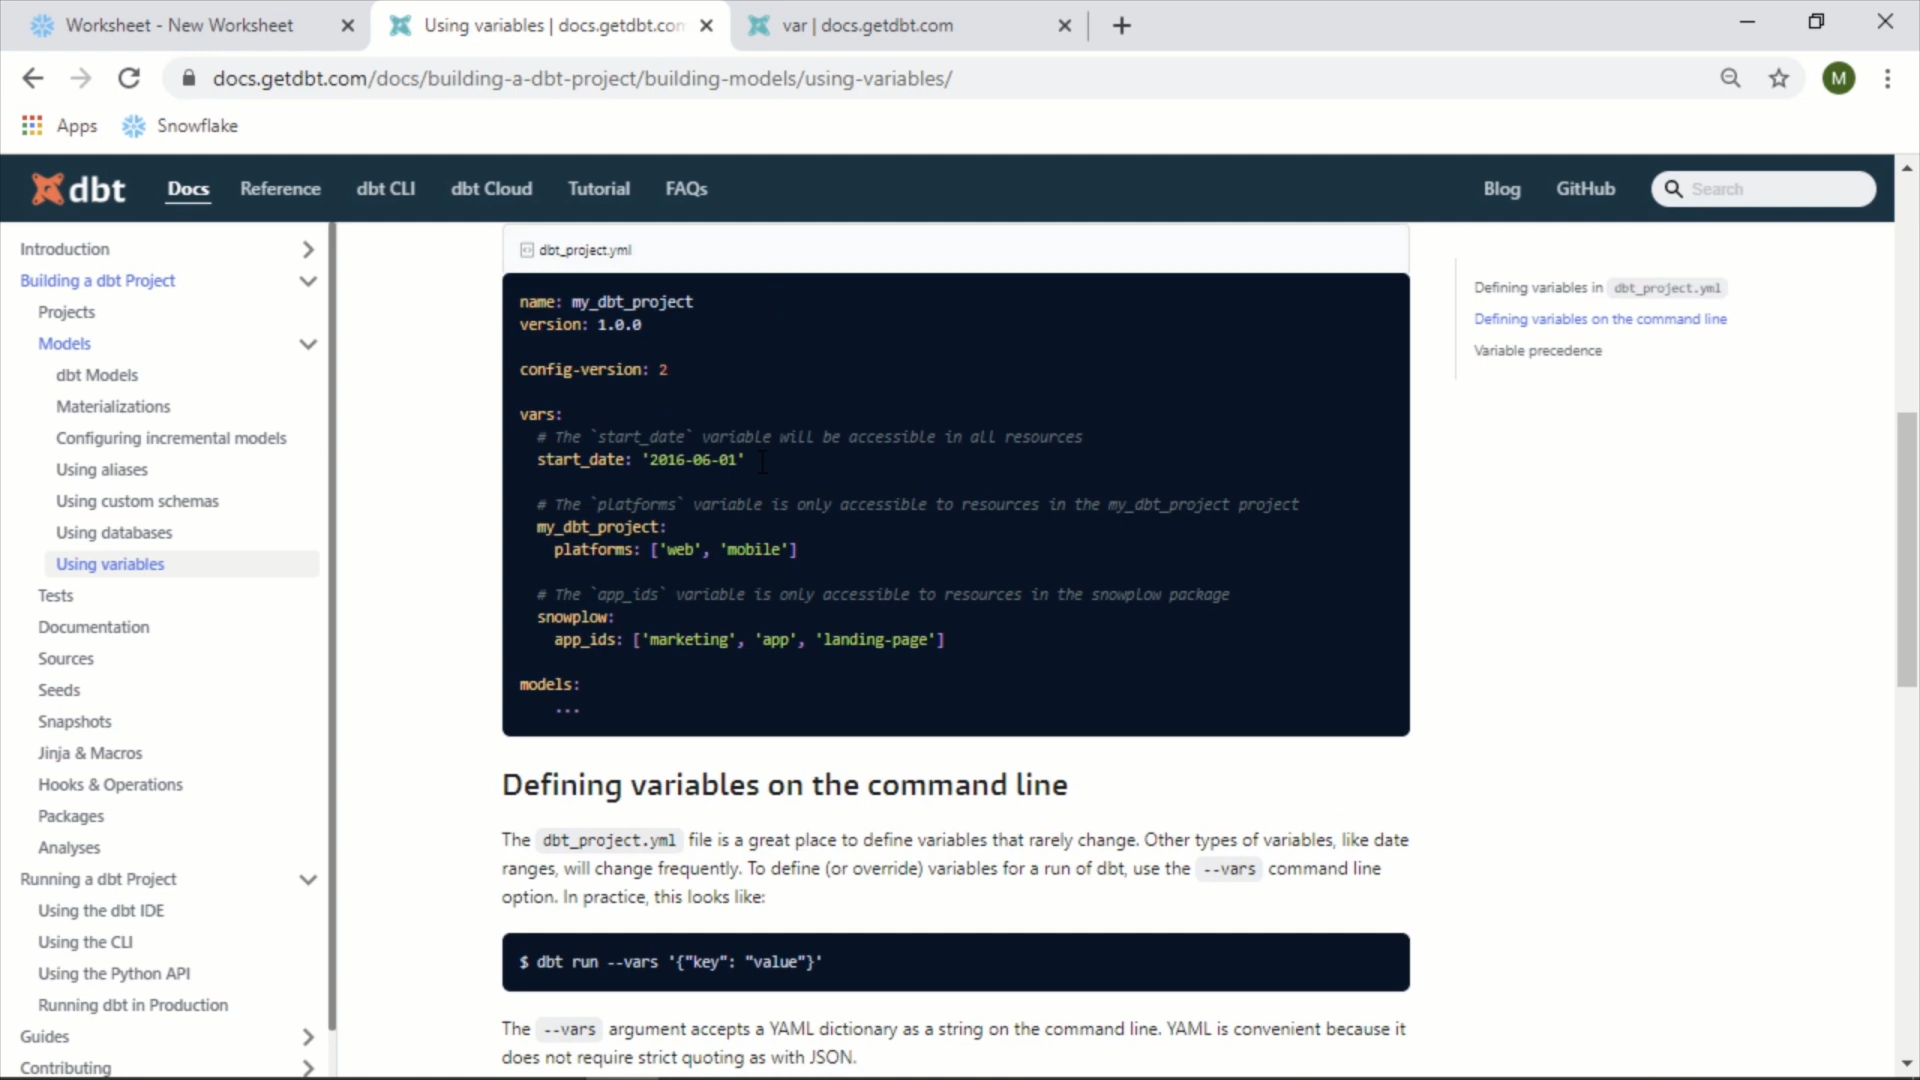 Worksheet - New Worksheet
Using variables | docs.getdbt.com
var | docs.getdbt.com
docs.getdbt.com/docs/building-a-dbt-project/building-models/using-variables/
M
Apps
Snowflake
dbt
Docs
Reference
dbt CLI
dbt Cloud
Tutorial
FAQs
Blog
GitHub
Search
Introduction
Building a dbt Project
Projects
Models
dbt Models
Materializations
Configuring incremental models
Using aliases
Using custom schemas
Using databases
Using variables
Tests
Documentation
Sources
Seeds
Snapshots
Jinja & Macros
Hooks & Operations
Packages
Analyses
Running a dbt Project
Using the dbt IDE
Using the CLI
Using the Python API
Running dbt in Production
Guides
Contributing
dbt_project.yml
name: my_dbt_project
version: 1.0.0
config-version: 2
vars:
# The `start_date` variable will be accessible in all resources
start_date: '2016-06-01'
# The `platforms` variable is only accessible to resources in the my_dbt_project project
my_dbt_project:
platforms: ['web', 'mobile']
# The `app_ids` variable is only accessible to resources in the snowplow package
snowplow:
app_ids: ['marketing', 'app', 'landing-page']
models:
...
Defining variables on the command line
The dbt_project.yml file is a great place to define variables that rarely change. Other types of variables, like date
ranges, will change frequently. To define (or override) variables for a run of dbt, use the --vars command line
option. In practice, this looks like:
$ dbt run --vars '{"key": "value"}'
The --vars argument accepts a YAML dictionary as a string on the command line. YAML is convenient because it
does not require strict quoting as with JSON.
Defining variables in dbt_project.yml
Defining variables on the command line
Variable precedence